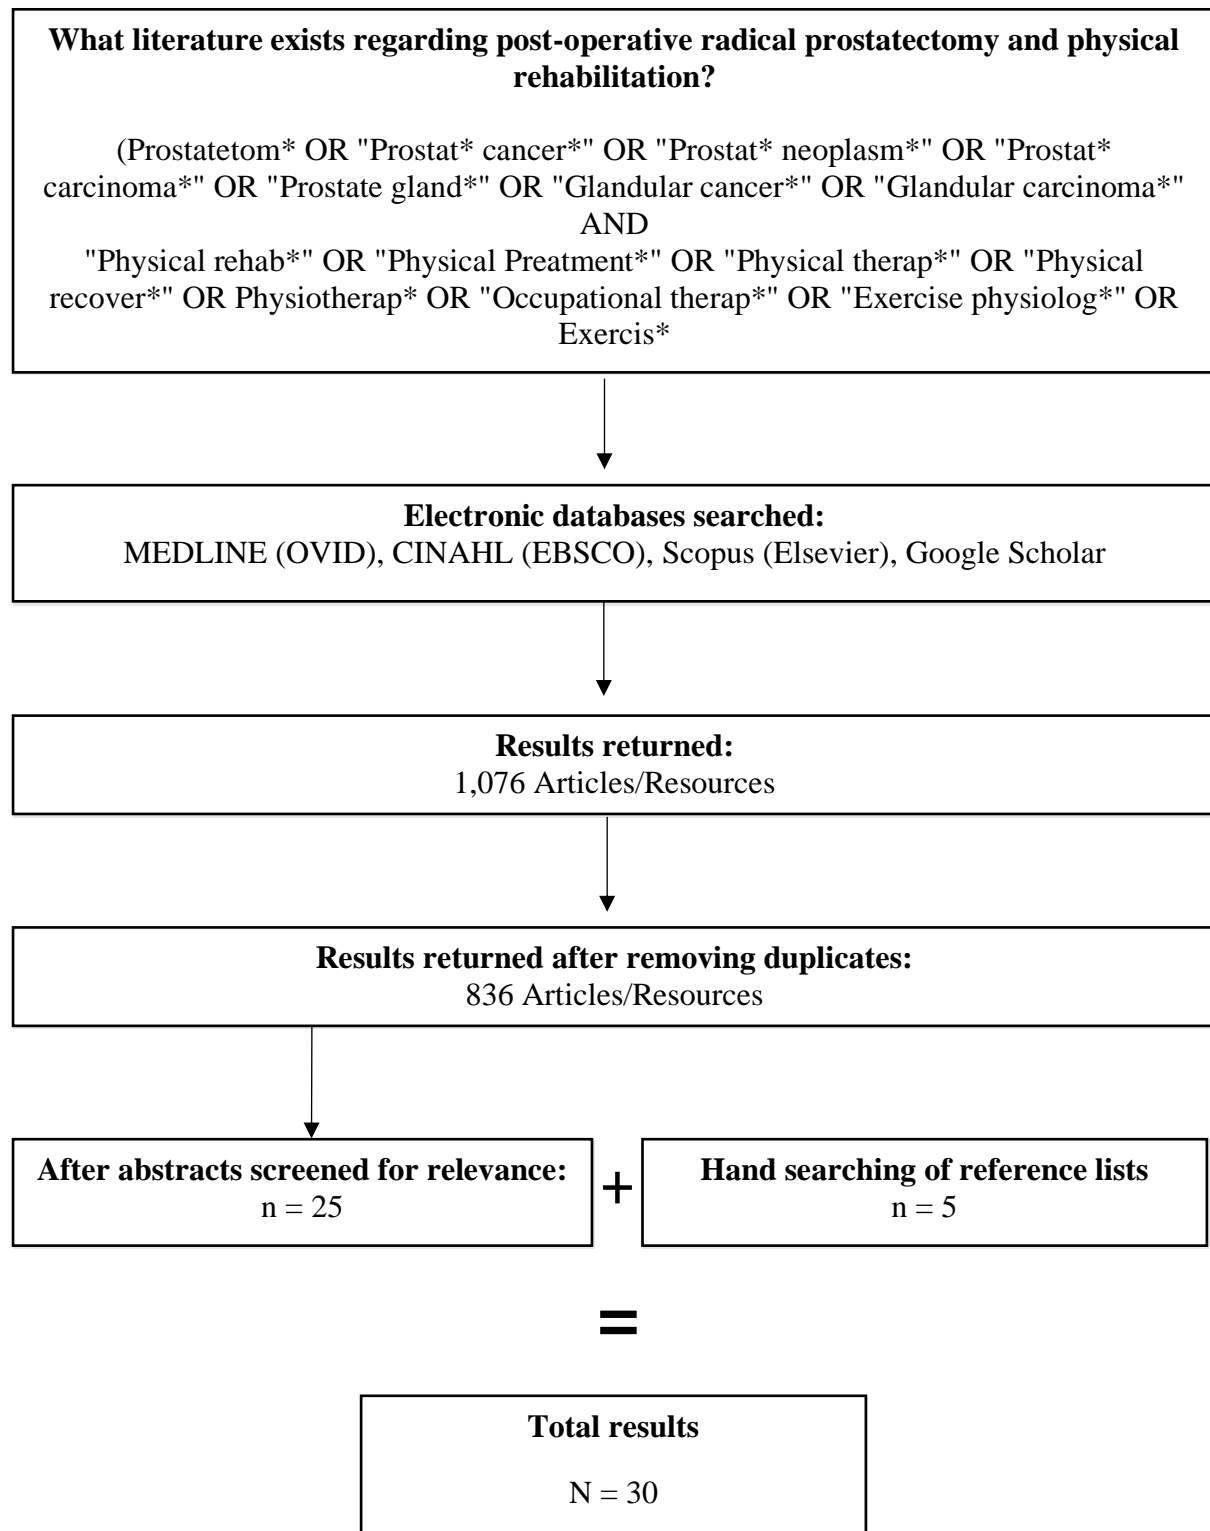 What literature exists regarding post-operative radical prostatectomy and physical
rehabilitation?
(Prostatetom* OR "Prostat* cancer*" OR "Prostat* neoplasm*" OR "Prostat*
carcinoma*" OR "Prostate gland*" OR "Glandular cancer*" OR "Glandular carcinoma*"
AND
"Physical rehab*" OR "Physical Preatment*" OR "Physical therap*" OR "Physical
recover*" OR Physiotherap* OR "Occupational therap*" OR "Exercise physiolog*" OR
Exercis*
Electronic databases searched:
MEDLINE (OVID), CINAHL (EBSCO), Scopus (Elsevier), Google Scholar
Results returned:
1,076 Articles/Resources
Results returned after removing duplicates:
836 Articles/Resources
After abstracts screened for relevance:
n = 25
+
Hand searching of reference lists
n = 5
=
Total results
N = 30